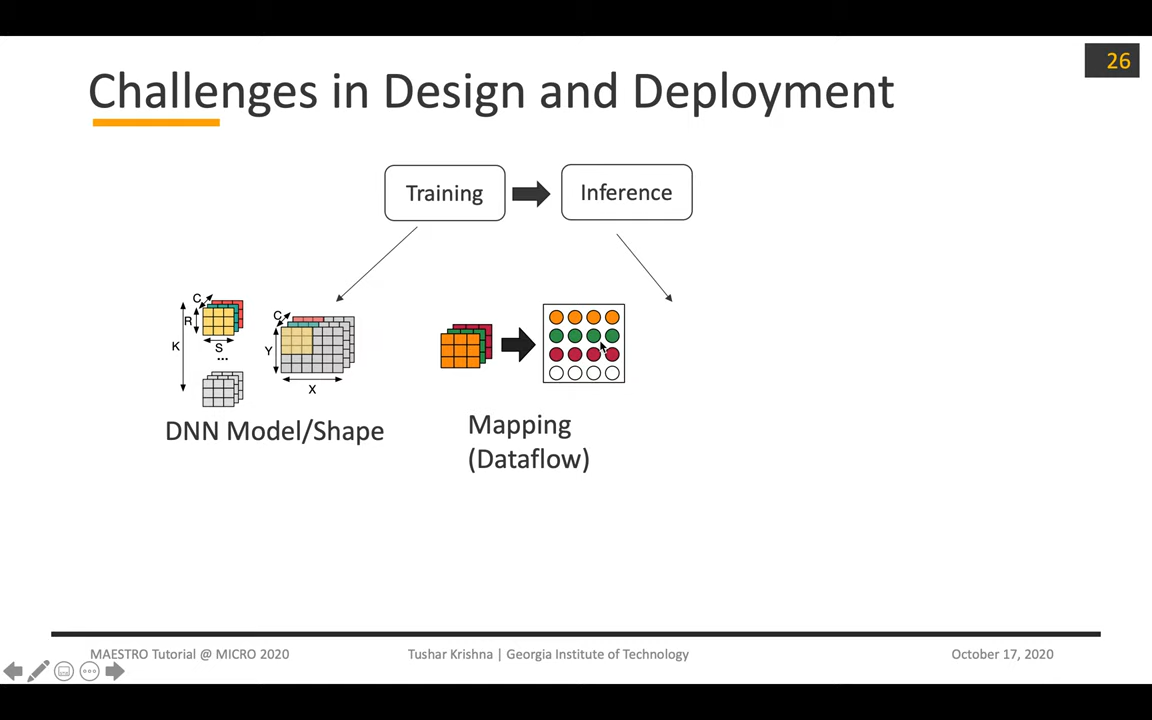 26
Challenges in Design and Deployment
Training
Inference
C
R
K
S
...
C
Y
X
DNN Model/Shape
Mapping
(Dataflow)
MAESTRO Tutorial @ MICRO 2020
Tushar Krishna | Georgia Institute of Technology
October 17, 2020